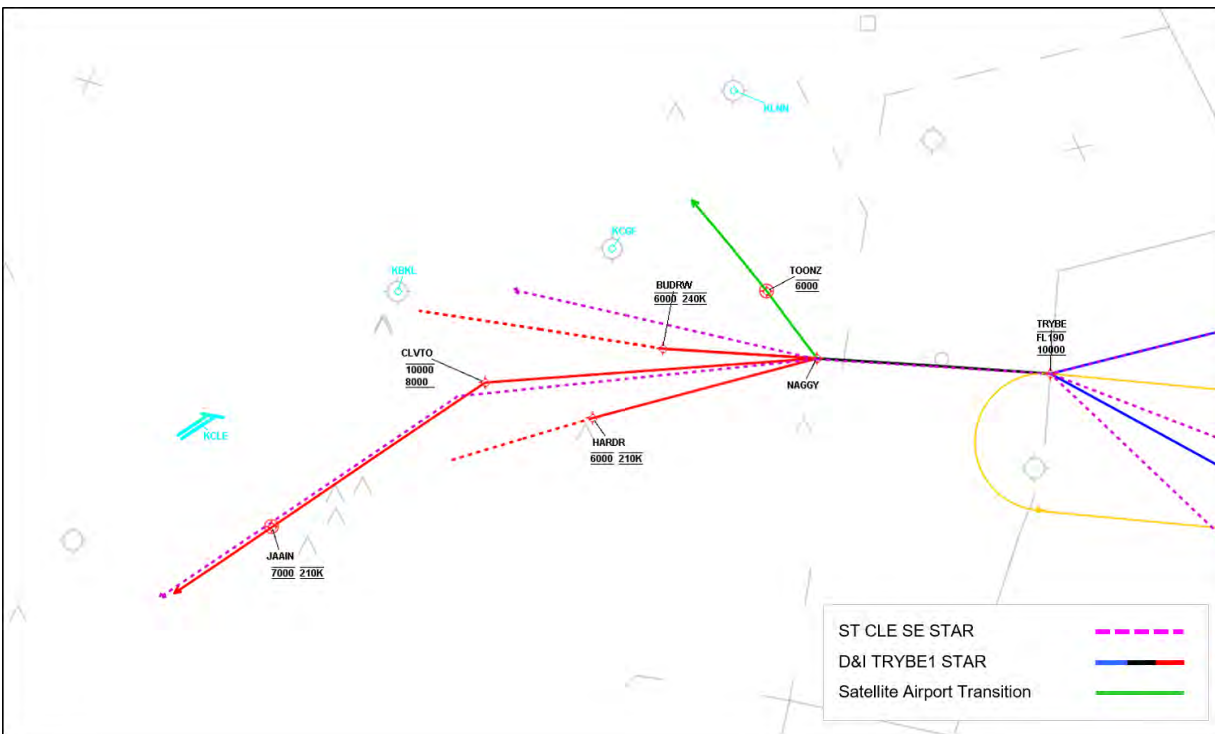 KLNN
KCGF
KBKL
TOONZ
6000
BUDRW
6000 240K
TRYBE
FL190
10000
CLVTO
10000
8000
NAGGY
HARDR
6000 210K
KCLE
JAAIN
7000 210K
ST CLE SE STAR
D&I TRYBE1 STAR
Satellite Airport Transition